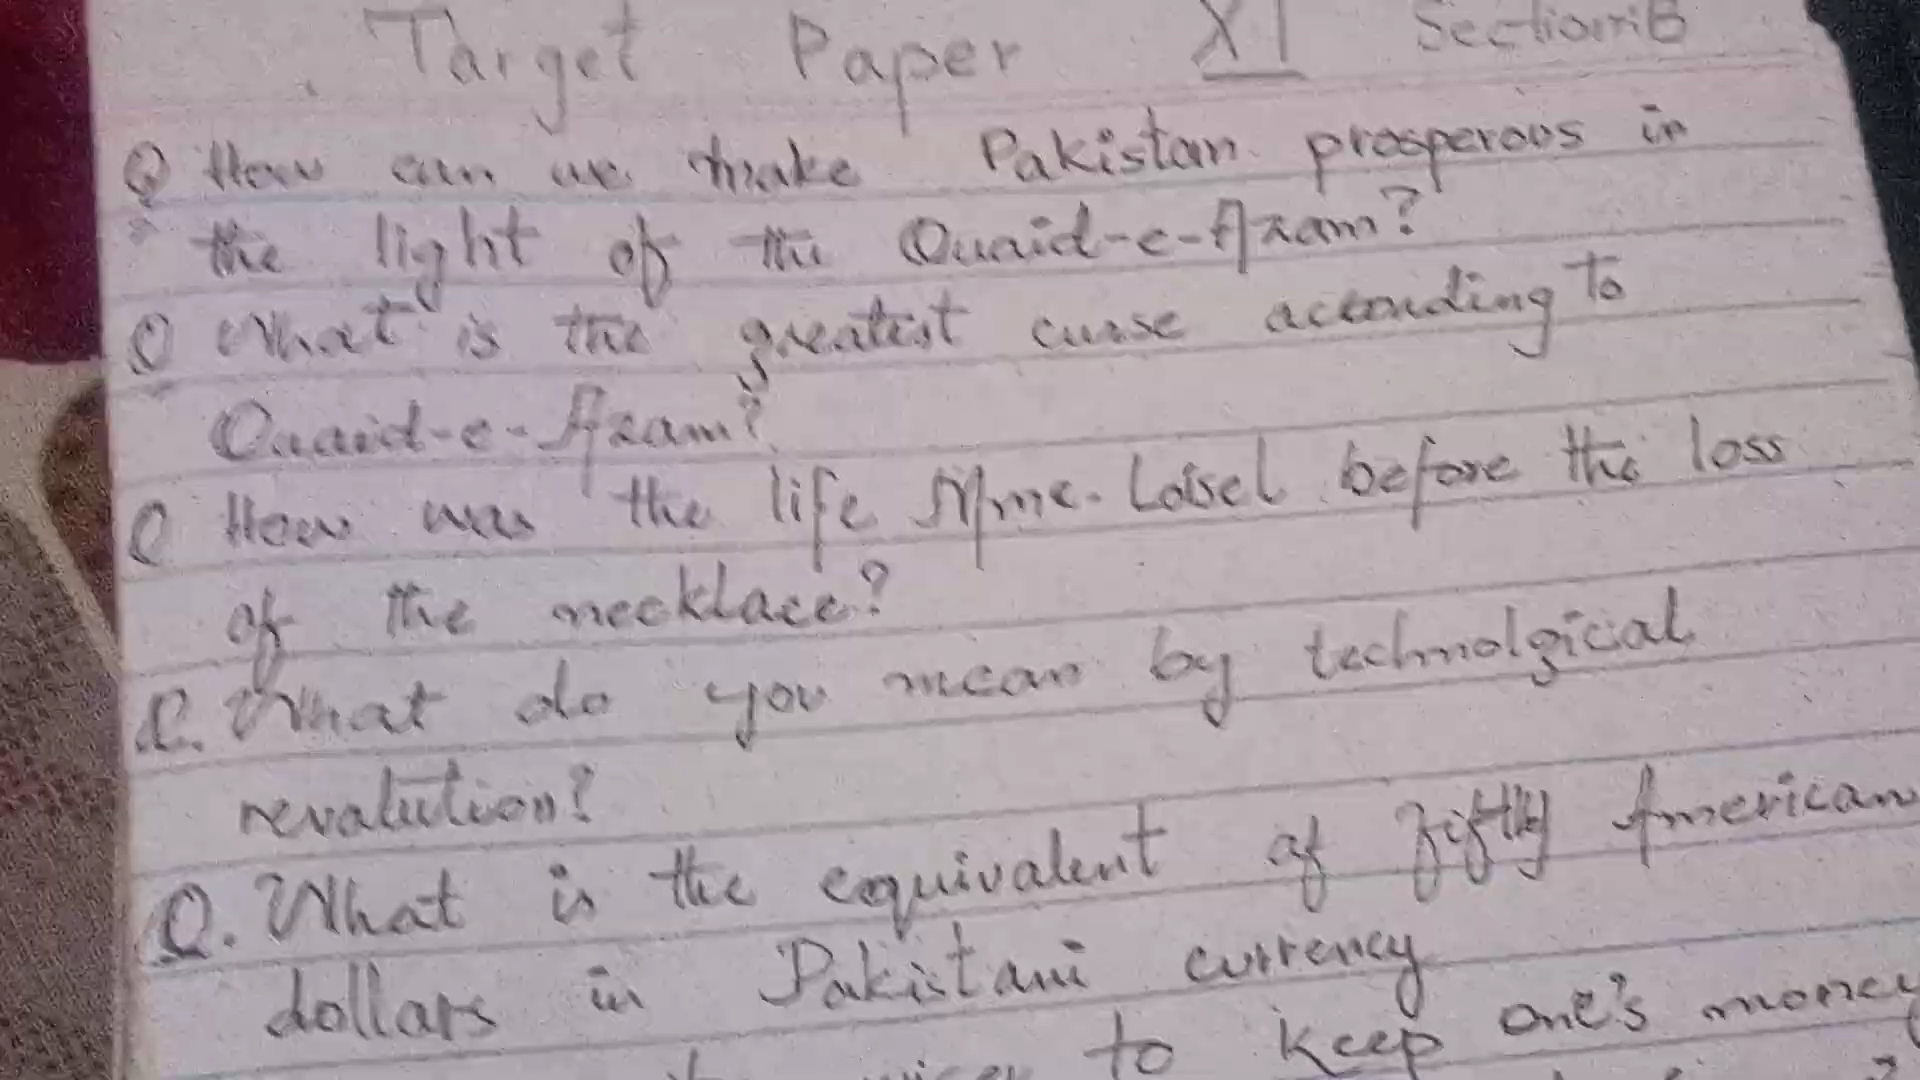 Target Paper XI Section:B
Q How can we make Pakistan prosperous in
the light of the Quaid-e-Azam?
Q What is the greatest curse according to
Quaid-e-Azam?
Q How was the life Mme. Loisel before the loss
of the necklace?
Q. What do you mean by technolgical
revalution?
Q. What is the equivalent of fiftty American
dollars in Pakistani currency
to keep one's money